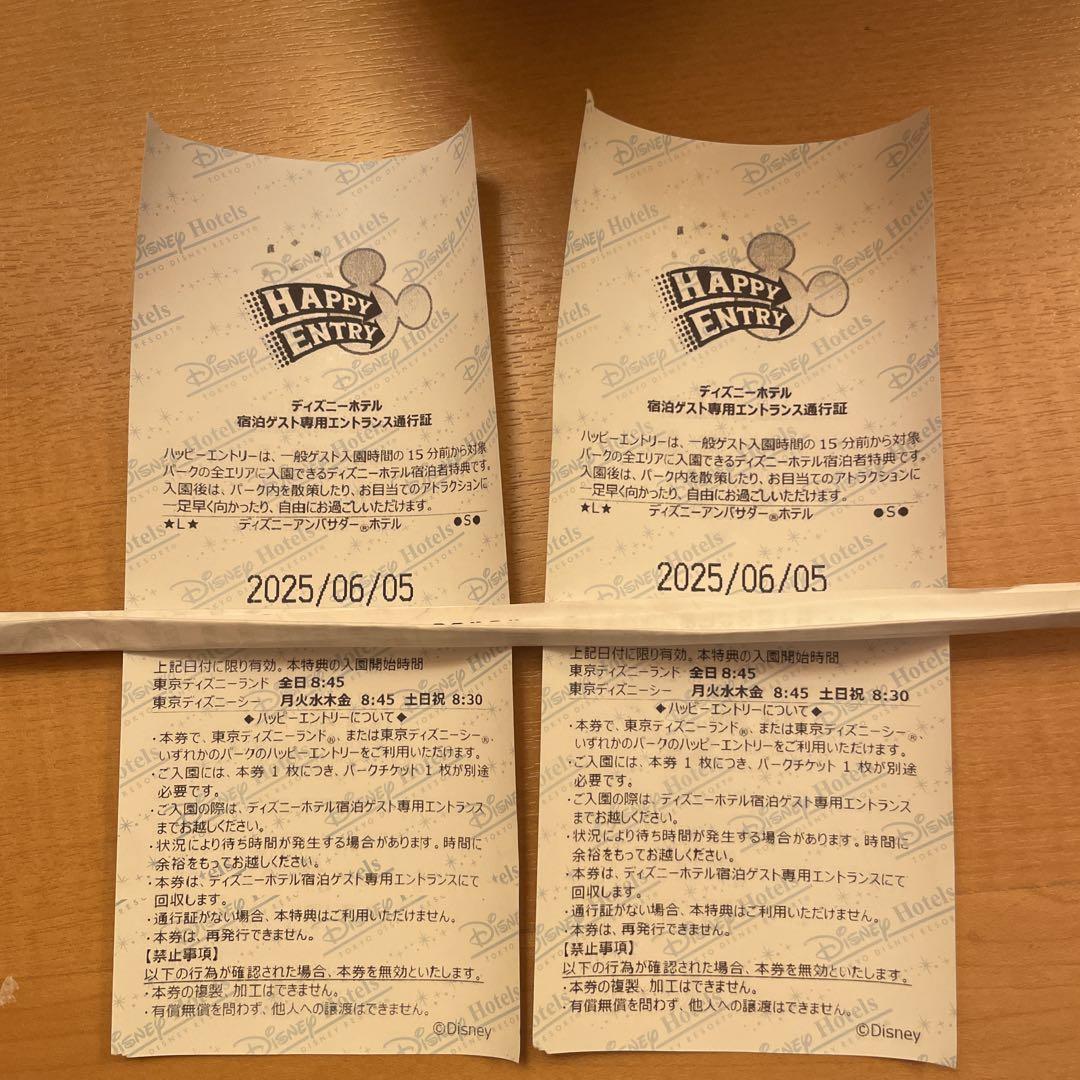 HAPPY
ENTRY
ディズニーホテル
宿泊ゲスト専用エントランス通行証
ハッピーエントリーは、一般ゲスト入園時間の15分前から対象
パークの全エリアに入園できるディズニーホテル宿泊者特典です。
入園後は、パーク内を散策したり、お目当てのアトラクションに
一足早く向かったり、自由にお過ごしいただけます。
★L★ ディズニーアンバサダー®ホテル ●S●
2025/06/05
上記日付に限り有効。本特典の入園開始時間
東京ディズニーランド 全日8:45
東京ディズニーシー 月火水木金 8:45 土日祝 8:30
◆ハッピーエントリーについて◆
・本券で、東京ディズニーランド®、または東京ディズニーシー®、
いずれかのパークのハッピーエントリーをご利用いただけます。
・ご入園には、本券1枚につき、パークチケット1枚が別途
必要です。
・ご入園の際は、ディズニーホテル宿泊ゲスト専用エントランス
までお越しください。
・状況により待ち時間が発生する場合があります。時間に
余裕をもってお越しください。
・本券は、ディズニーホテル宿泊ゲスト専用エントランスにて
回収します。
・通行証がない場合、本特典はご利用いただけません。
・本券は、再発行できません。
【禁止事項】
以下の行為が確認された場合、本券を無効といたします。
・本券の複製、加工はできません。
・有償無償を問わず、他人への譲渡はできません。
©Disney
HAPPY
ENTRY
ディズニーホテル
宿泊ゲスト専用エントランス通行証
ハッピーエントリーは、一般ゲスト入園時間の15分前から対象
パークの全エリアに入園できるディズニーホテル宿泊者特典です。
入園後は、パーク内を散策したり、お目当てのアトラクションに
一足早く向かったり、自由にお過ごしいただけます。
★L★ ディズニーアンバサダー®ホテル ●S●
2025/06/05
上記日付に限り有効。本特典の入園開始時間
東京ディズニーランド 全日8:45
東京ディズニーシー 月火水木金 8:45 土日祝 8:30
◆ハッピーエントリーについて◆
・本券で、東京ディズニーランド®、または東京ディズニーシー®、
いずれかのパークのハッピーエントリーをご利用いただけます。
・ご入園には、本券1枚につき、パークチケット1枚が別途
必要です。
・ご入園の際は、ディズニーホテル宿泊ゲスト専用エントランス
までお越しください。
・状況により待ち時間が発生する場合があります。時間に
余裕をもってお越しください。
・本券は、ディズニーホテル宿泊ゲスト専用エントランスにて
回収します。
・通行証がない場合、本特典はご利用いただけません。
・本券は、再発行できません。
【禁止事項】
以下の行為が確認された場合、本券を無効といたします。
・本券の複製、加工はできません。
・有償無償を問わず、他人への譲渡はできません。
©Disney